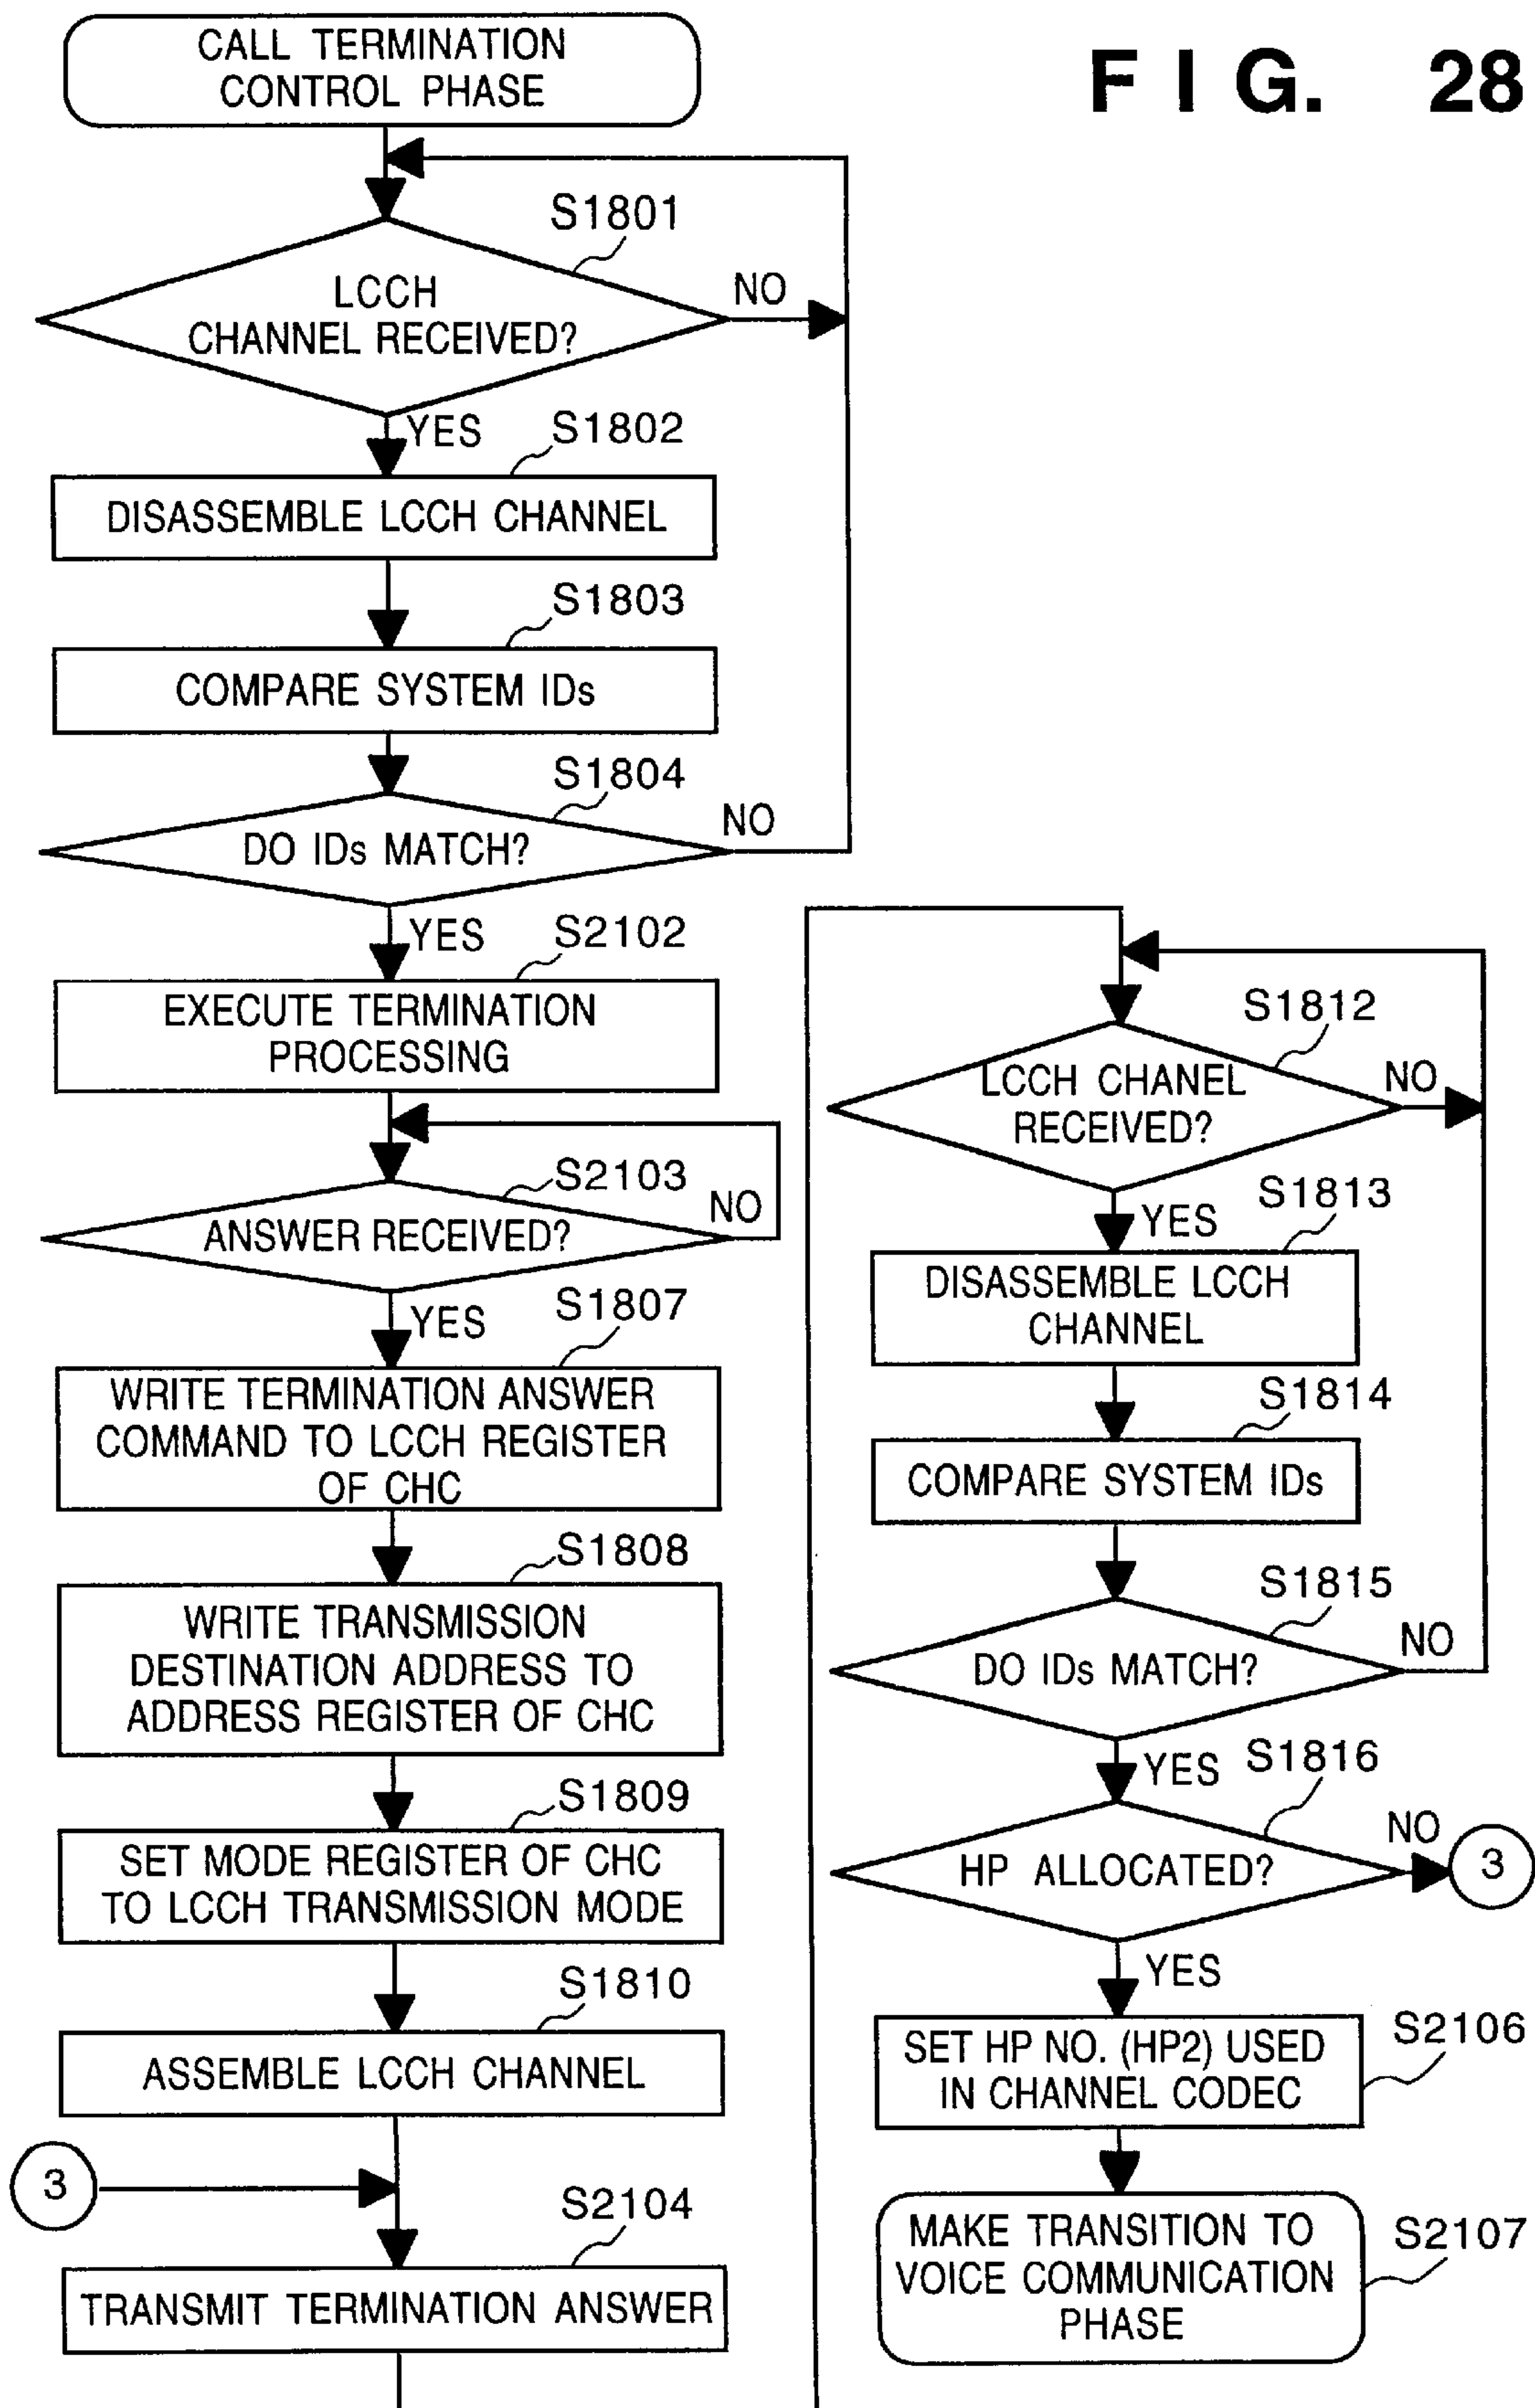 CALL TERMINATION
CONTROL PHASE
FIG. 28
S1801
LCCH
CHANNEL RECEIVED?
NO
YES
S1802
DISASSEMBLE LCCH CHANNEL
S1803
COMPARE SYSTEM IDs
S1804
DO IDs MATCH?
NO
YES
S2102
EXECUTE TERMINATION
PROCESSING
S2103
ANSWER RECEIVED?
NO
YES
S1807
WRITE TERMINATION ANSWER
COMMAND TO LCCH REGISTER
OF CHC
S1808
WRITE TRANSMISSION
DESTINATION ADDRESS TO
ADDRESS REGISTER OF CHC
S1809
SET MODE REGISTER OF CHC
TO LCCH TRANSMISSION MODE
S1810
ASSEMBLE LCCH CHANNEL
3
S2104
TRANSMIT TERMINATION ANSWER
S1812
LCCH CHANEL
RECEIVED?
NO
YES
S1813
DISASSEMBLE LCCH
CHANNEL
S1814
COMPARE SYSTEM IDs
S1815
DO IDs MATCH?
NO
YES
S1816
HP ALLOCATED?
NO
3
YES
S2106
SET HP NO. (HP2) USED
IN CHANNEL CODEC
S2107
MAKE TRANSITION TO
VOICE COMMUNICATION
PHASE